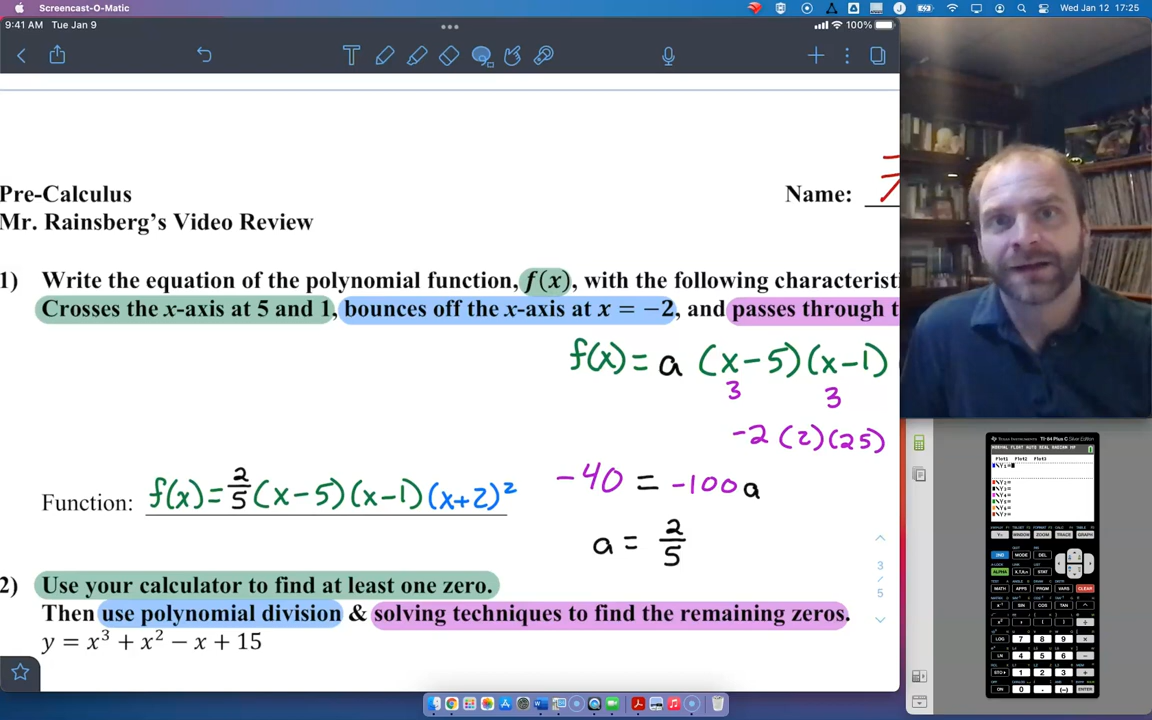 Screencast-O-Matic
Wed Jan 12 17:25
9:41 AM Tue Jan 9
100%
Pre-Calculus
Name:
Mr. Rainsberg's Video Review
1) Write the equation of the polynomial function, f(x), with the following characteristi
Crosses the x-axis at 5 and 1, bounces off the x-axis at x = −2, and passes through t
f(x) = a (x−5)(x−1)
3 3
-2 (2)(25)
-40 = -100a
Function: f(x) = 2/5 (x−5)(x−1)(x+2)²
a = 2/5
3/5
2) Use your calculator to find at least one zero.
Then use polynomial division & solving techniques to find the remaining zeros.
y = x³ + x² − x + 15